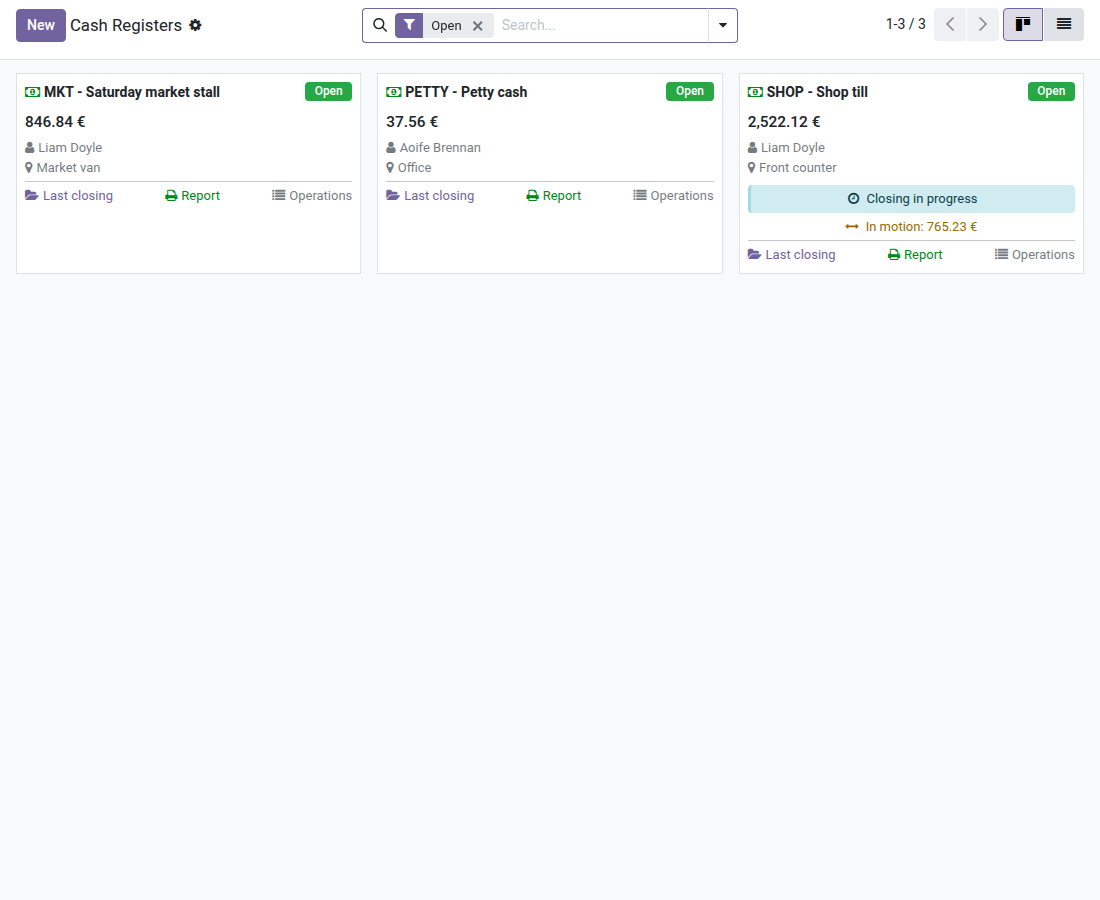 New Cash Registers Open Search... 1-3 / 3
MKT - Saturday market stall Open
846.84 €
Liam Doyle
Market van
Last closing Report Operations
PETTY - Petty cash Open
37.56 €
Aoife Brennan
Office
Last closing Report Operations
SHOP - Shop till Open
2,522.12 €
Liam Doyle
Front counter
Closing in progress
In motion: 765.23 €
Last closing Report Operations